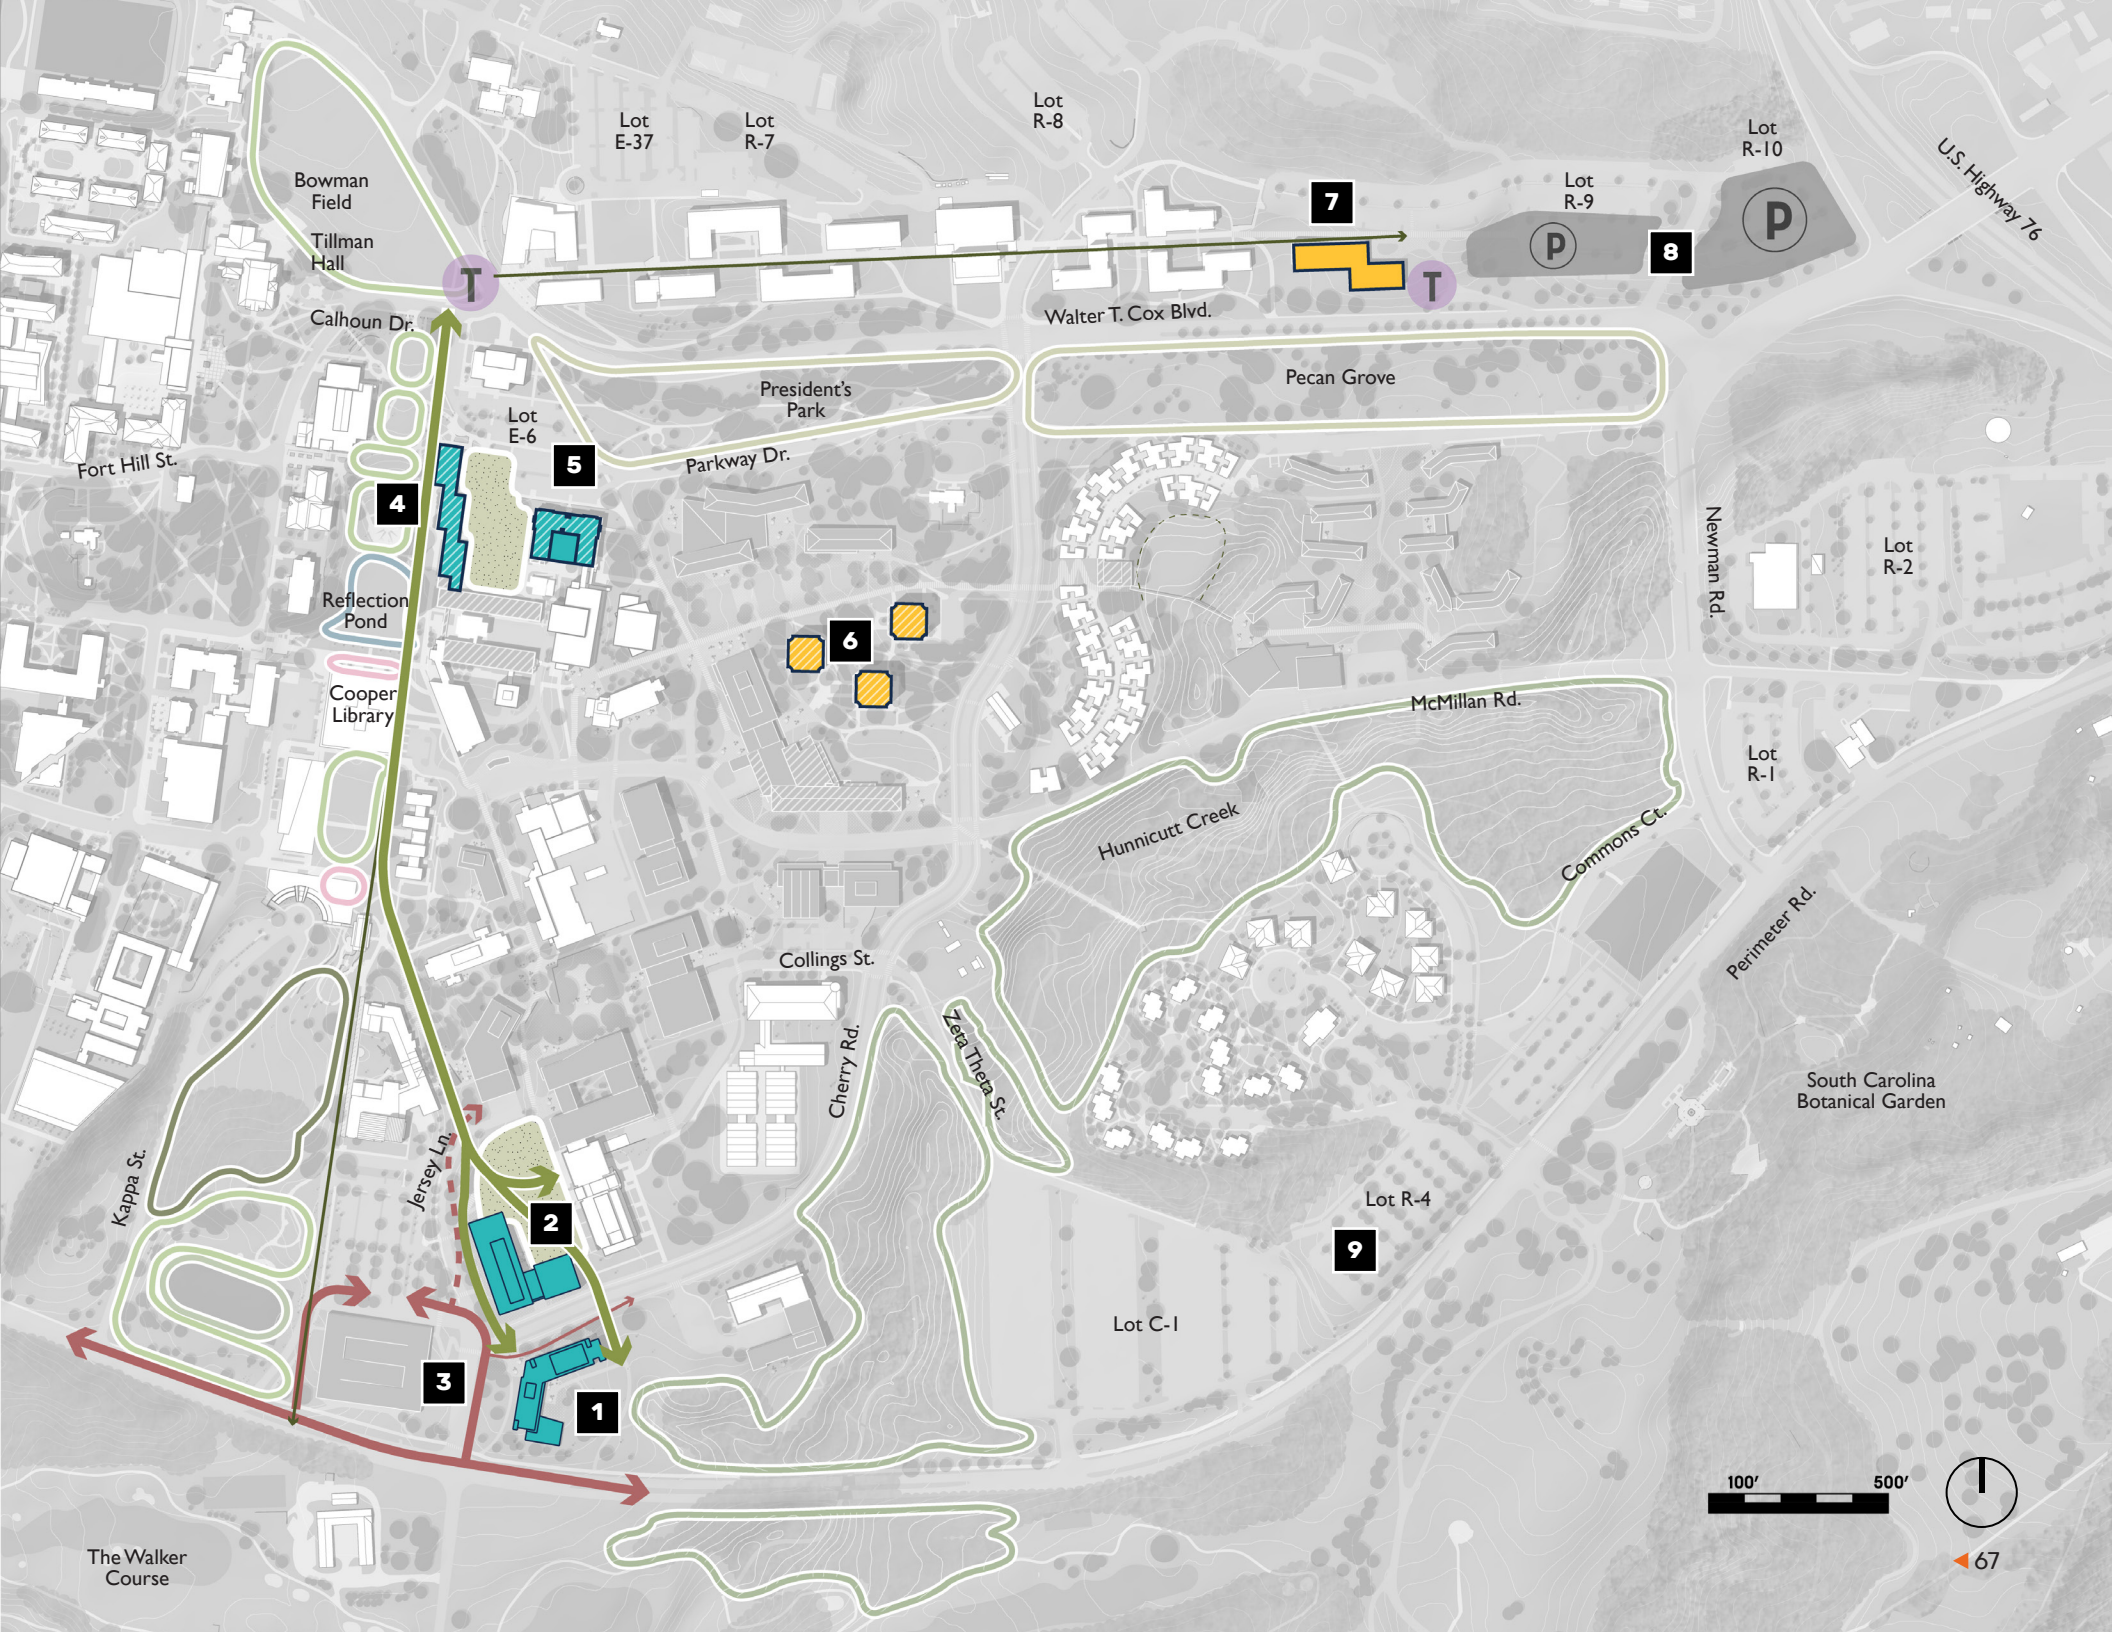 Lot
R-8
Lot
E-37
Lot
R-7
Lot
R-10
U.S. Highway 76
Bowman
Field
Lot
R-9
7
P
P
8
Tillman
Hall
T
T
Calhoun Dr.
Walter T. Cox Blvd.
President's
Park
Pecan Grove
Lot
E-6
5
Fort Hill St.
Parkway Dr.
4
Newman Rd.
Lot
R-2
Reflection
Pond
6
Cooper
Library
McMillan Rd.
Lot
R-1
Hunnicutt Creek
Commons Ct.
Perimeter Rd.
Collings St.
Cherry Rd.
Zeta Theta St.
South Carolina
Botanical Garden
Kappa St.
Jersey Ln.
2
Lot R-4
9
Lot C-1
3
1
100'
500'
The Walker
Course
67